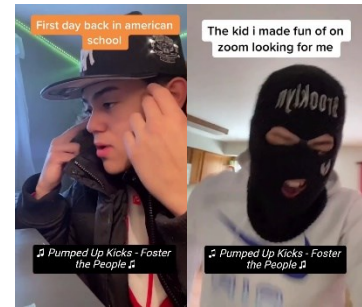 First day back in american
school
♫ Pumped Up Kicks - Foster
the People ♫
The kid i made fun of on
zoom looking for me
Brooklyn
♫ Pumped Up Kicks - Foster
the People ♫